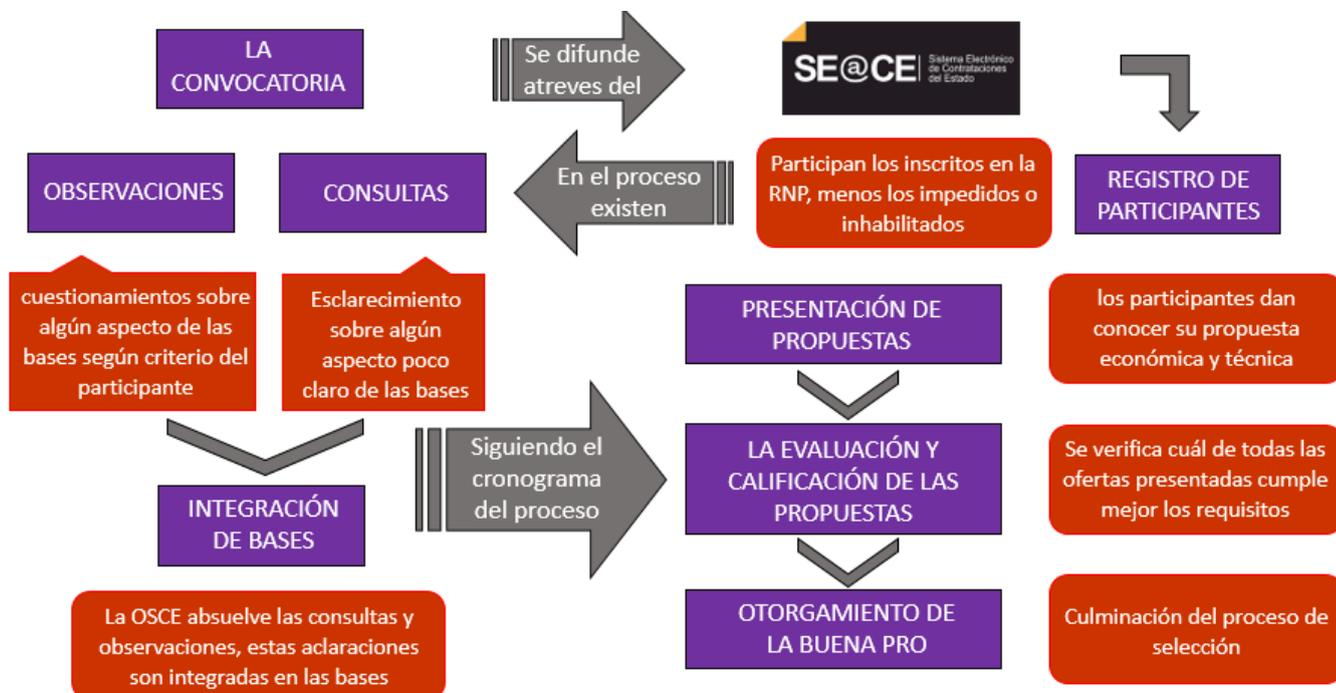 LA
CONVOCATORIA
Se difunde
atreves del
SE@CE
Sistema Electrónico
de Contrataciones
del Estado
REGISTRO DE
PARTICIPANTES
Participan los inscritos en la
RNP, menos los impedidos o
inhabilitados
En el proceso
existen
CONSULTAS
OBSERVACIONES
cuestionamientos sobre
algún aspecto de las
bases según criterio del
participante
Esclarecimiento
sobre algún
aspecto poco
claro de las bases
INTEGRACIÓN
DE BASES
La OSCE absuelve las consultas y
observaciones, estas aclaraciones
son integradas en las bases
Siguiendo el
cronograma
del proceso
PRESENTACIÓN DE
PROPUESTAS
los participantes dan
conocer su propuesta
económica y técnica
LA EVALUACIÓN Y
CALIFICACIÓN DE LAS
PROPUESTAS
Se verifica cuál de todas las
ofertas presentadas cumple
mejor los requisitos
OTORGAMIENTO DE
LA BUENA PRO
Culminación del proceso de
selección